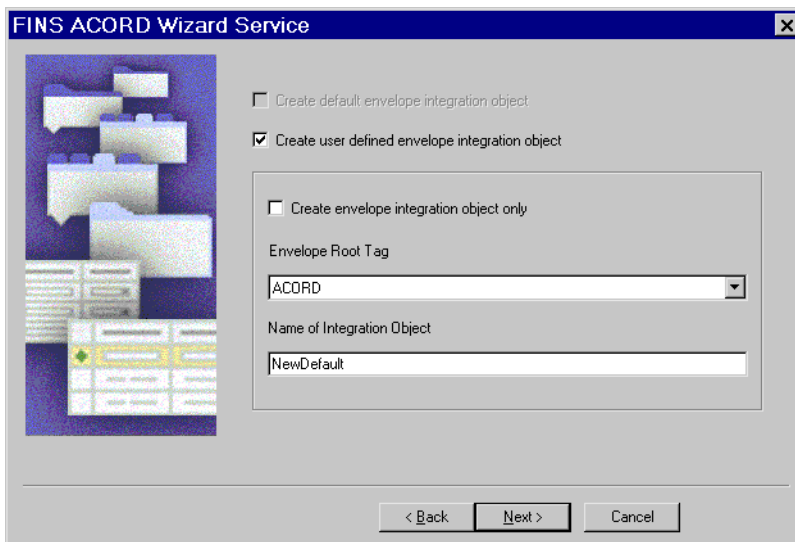 FINS ACORD Wizard Service
Create default envelope integration object
Create user defined envelope integration object
Create envelope integration object only
Envelope Root Tag
ACORD
Name of Integration Object
NewDefault
< Back Next > Cancel